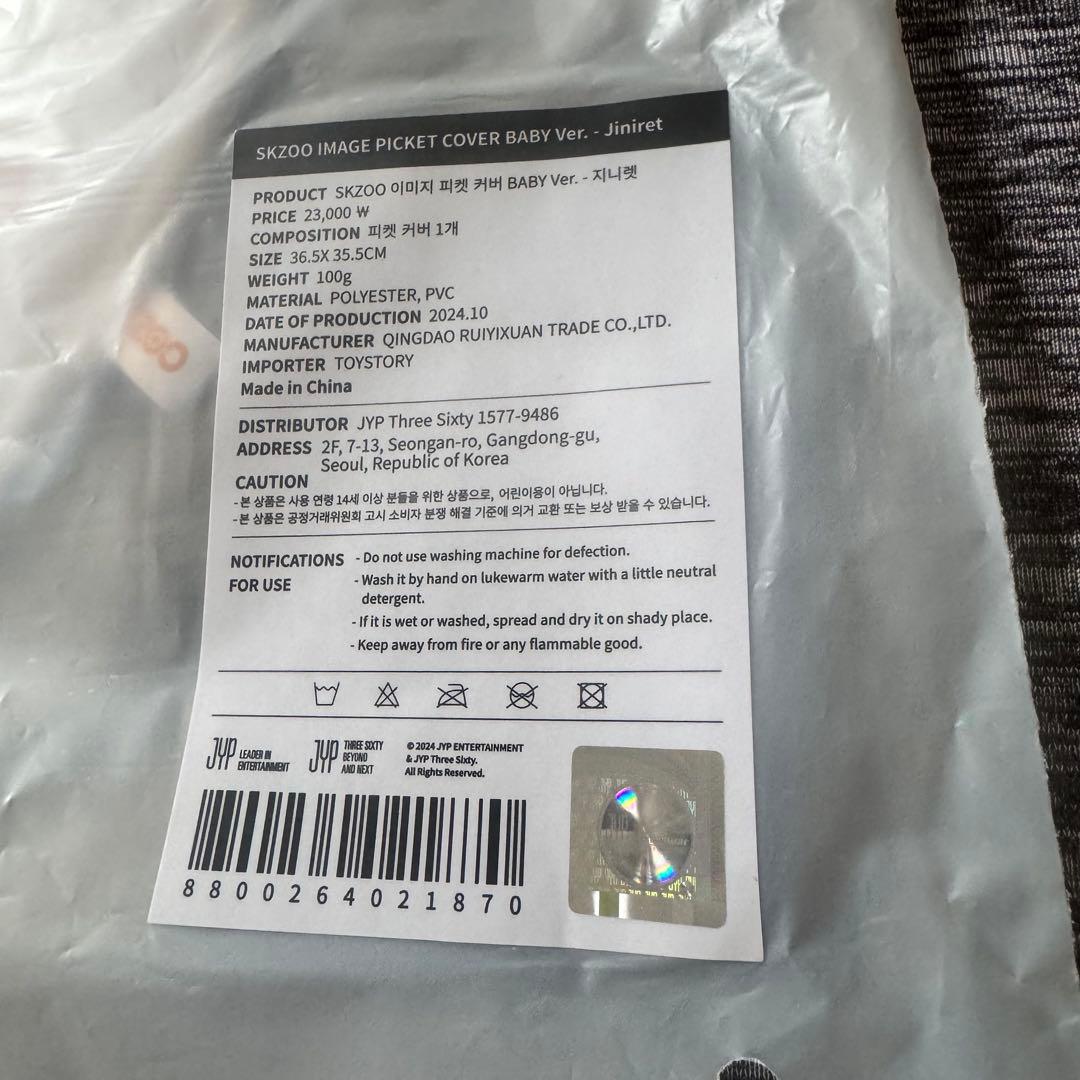 SKZOO IMAGE PICKET COVER BABY Ver. - Jiniret
PRODUCT SKZOO 이미지 피켓 커버 BABY Ver. - 지니렛
PRICE 23,000 ₩
COMPOSITION 피켓 커버 1개
SIZE 36.5X 35.5CM
WEIGHT 100g
MATERIAL POLYESTER, PVC
DATE OF PRODUCTION 2024.10
MANUFACTURER QINGDAO RUIYIXUAN TRADE CO.,LTD.
IMPORTER TOYSTORY
Made in China
DISTRIBUTOR JYP Three Sixty 1577-9486
ADDRESS 2F, 7-13, Seongan-ro, Gangdong-gu,
Seoul, Republic of Korea
CAUTION
-본 상품은 사용 연령 14세 이상 분들을 위한 상품으로, 어린이용이 아닙니다.
-본 상품은 공정거래위원회 고시 소비자 분쟁 해결 기준에 의거 교환 또는 보상 받을 수 있습니다.
NOTIFICATIONS FOR USE
- Do not use washing machine for defection.
- Wash it by hand on lukewarm water with a little neutral
detergent.
- If it is wet or washed, spread and dry it on shady place.
- Keep away from fire or any flammable good.
JYP LEADER IN
ENTERTAINMENT
JYP THREE SIXTY
BEYOND
AND NEXT
© 2024 JYP ENTERTAINMENT
& JYP Three Sixty.
All Rights Reserved.
8800264021870